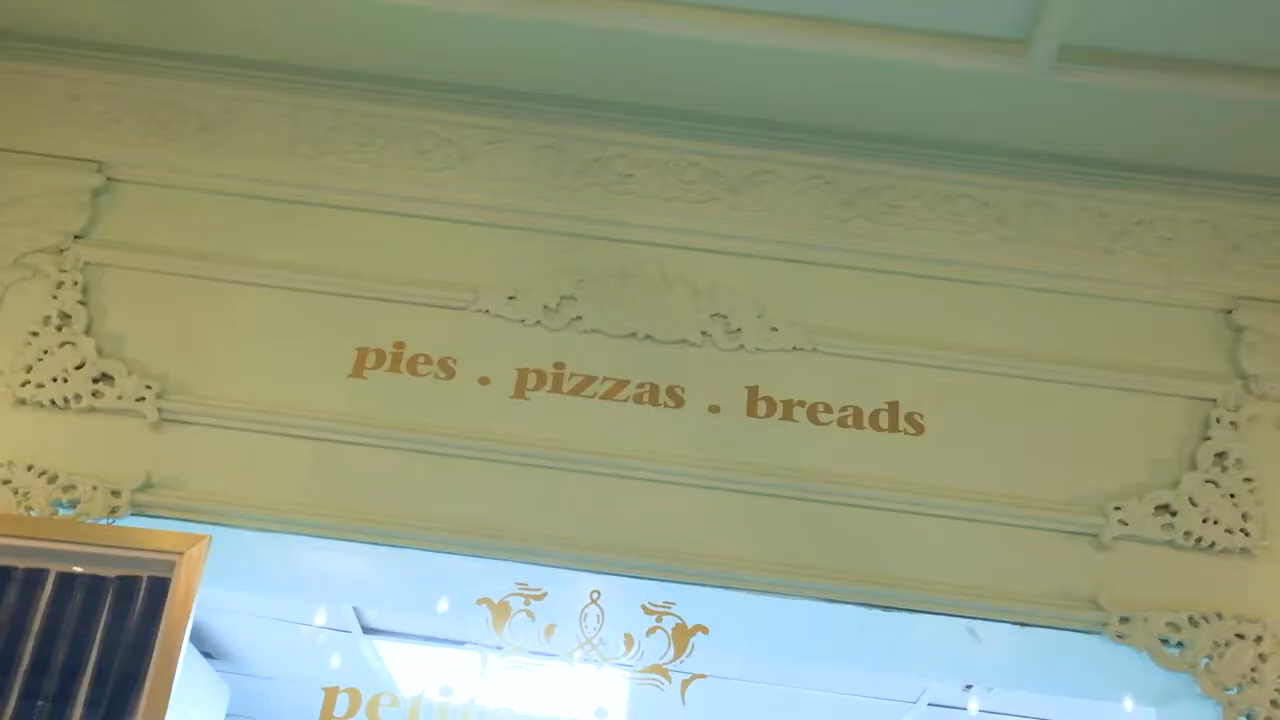 pies . pizzas . breads